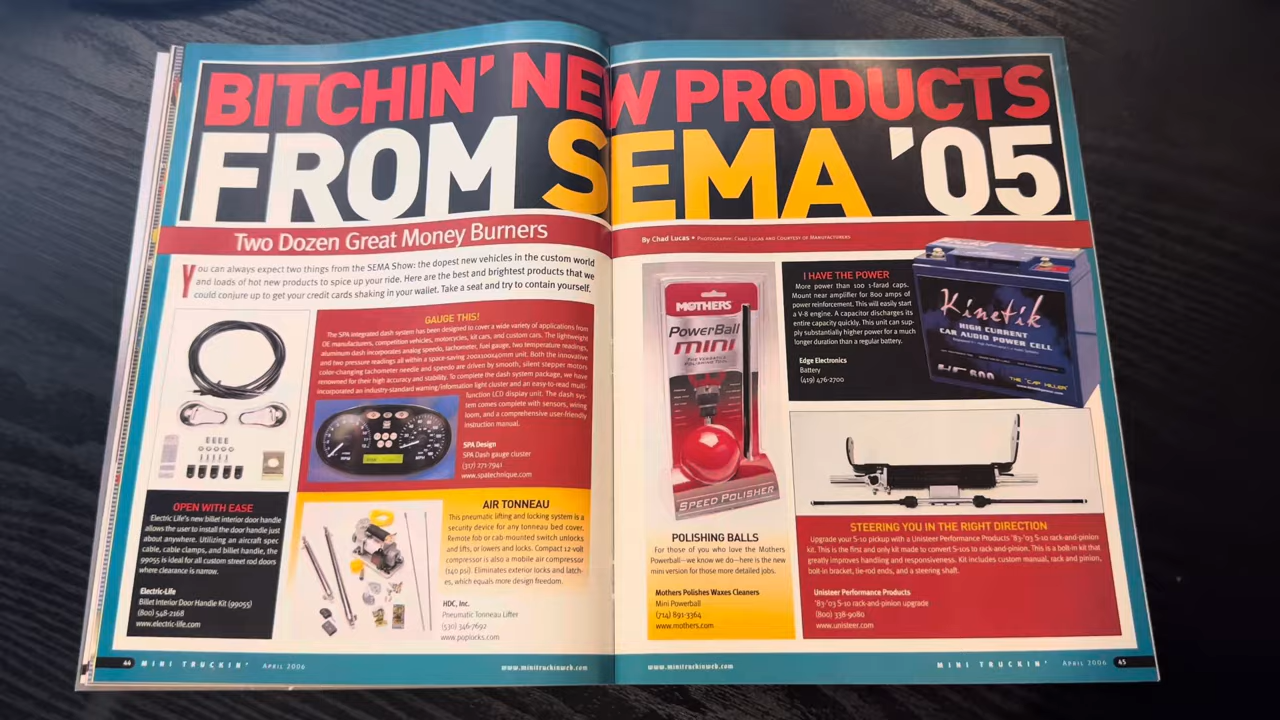 BITCHIN' NEW PRODUCTS
FROM SEMA '05
Two Dozen Great Money Burners
By Chad Lucas • Photography: Chad Lucas and Courtesy of Manufacturers
You can always expect two things from the SEMA Show: the dopest new vehicles in the custom world
and loads of hot new products to spice up your ride. Here are the best and brightest products that we
could conjure up to get your credit cards shaking in your wallet. Take a seat and try to contain yourself.
GAUGE THIS!
The SPA integrated dash system has been designed to cover a wide variety of applications from
OE manufacturers, competition vehicles, motorcycles, kit cars, and custom cars. The lightweight
aluminum dash incorporates analog speedo, tachometer, fuel gauge, two temperature readings,
and two pressure readings all within a space-saving 200x100x40mm unit. Both the innovative
color-changing tachometer needle and speedo are driven by smooth, silent stepper motors
renowned for their high accuracy and stability. To complete the dash system package, we have
incorporated an industry-standard warning/information light cluster and an easy-to-read multi-
function LCD display unit. The dash sys-
tem comes complete with sensors, wiring
loom, and a comprehensive user-friendly
instruction manual.
SPA Design
SPA Dash gauge cluster
(317) 271-7941
www.spatechnique.com
OPEN WITH EASE
Electric Life's new billet interior door handle
allows the user to install the door handle just
about anywhere. Utilizing an aircraft spec
cable, cable clamps, and billet handle, the
99055 is ideal for all custom street rod doors
where clearance is narrow.
Electric-Life
Billet Interior Door Handle Kit (99055)
(800) 548-2168
www.electric-life.com
AIR TONNEAU
This pneumatic lifting and locking system is a
security device for any tonneau bed cover.
Remote fob or cab mounted switch unlocks
and lifts, or lowers and locks. Compact 12-volt
compressor is also a mobile air compressor
(140 psi). Eliminates exterior locks and latch-
es, which equals more design freedom.
HDC, Inc.
Pneumatic Tonneau Lifter
(530) 346-7692
www.poplocks.com
44 MINI TRUCKIN' April 2006
www.minitruckinweb.com
MOTHERS
PowerBall
mini
SPEED POLISHER
POLISHING BALLS
For those of you who love the Mothers
Powerball—we know we do—here is the new
mini version for those more detailed jobs.
Mothers Polishes Waxes Cleaners
Mini Powerball
(714) 891-3364
www.mothers.com
I HAVE THE POWER
More power than 100 1-farad caps.
Mount near amplifier for 800 amps of
power reinforcement. This will easily start
a V-8 engine. A capacitor discharges its
entire capacity quickly. This unit can sup-
ply substantially higher power for a much
longer duration than a regular battery.
Edge Electronics
Battery
(419) 476-2700
Kinetik
HIGH CURRENT
CAR AUDIO POWER CELL
THE "CAP KILLER"
STEERING YOU IN THE RIGHT DIRECTION
Upgrade your S-10 pickup with a Unisteer Performance Products '83-'03 S-10 rack-and-pinion
kit. This is the first and only kit made to convert S-10s to rack-and-pinion. This is a bolt-in kit that
greatly improves handling and responsiveness. Kit includes custom manual, rack and pinion,
bolt-in bracket, tie-rod ends, and a steering shaft.
Unisteer Performance Products
'83-'03 S-10 rack-and-pinion upgrade
(800) 338-9080
www.unisteer.com
www.minitruckinweb.com
MINI TRUCKIN' April 2006 45